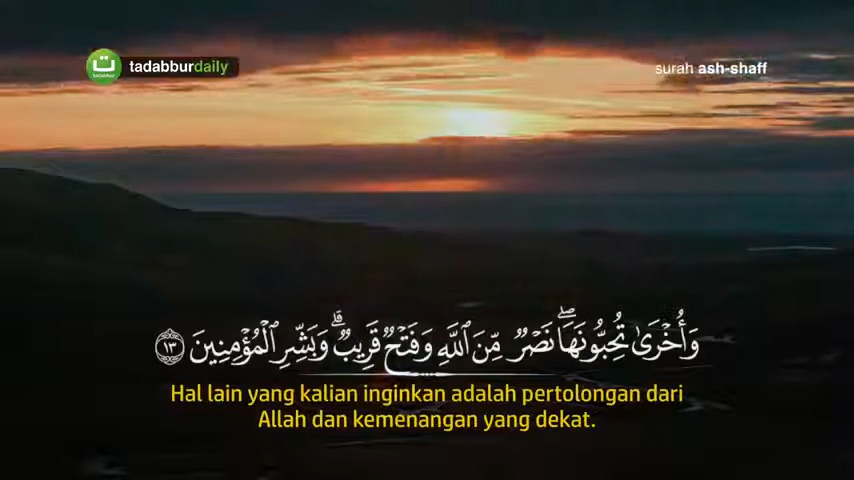 tadabburdaily
surah ash-shaff
وَأُخْرَىٰ تُحِبُّونَهَا ۖ نَصْرٌ مِّنَ ٱللَّهِ وَفَتْحٌ قَرِيبٌ ۗ وَبَشِّرِ ٱلْمُؤْمِنِينَ ١٣
Hal lain yang kalian inginkan adalah pertolongan dari
Allah dan kemenangan yang dekat.